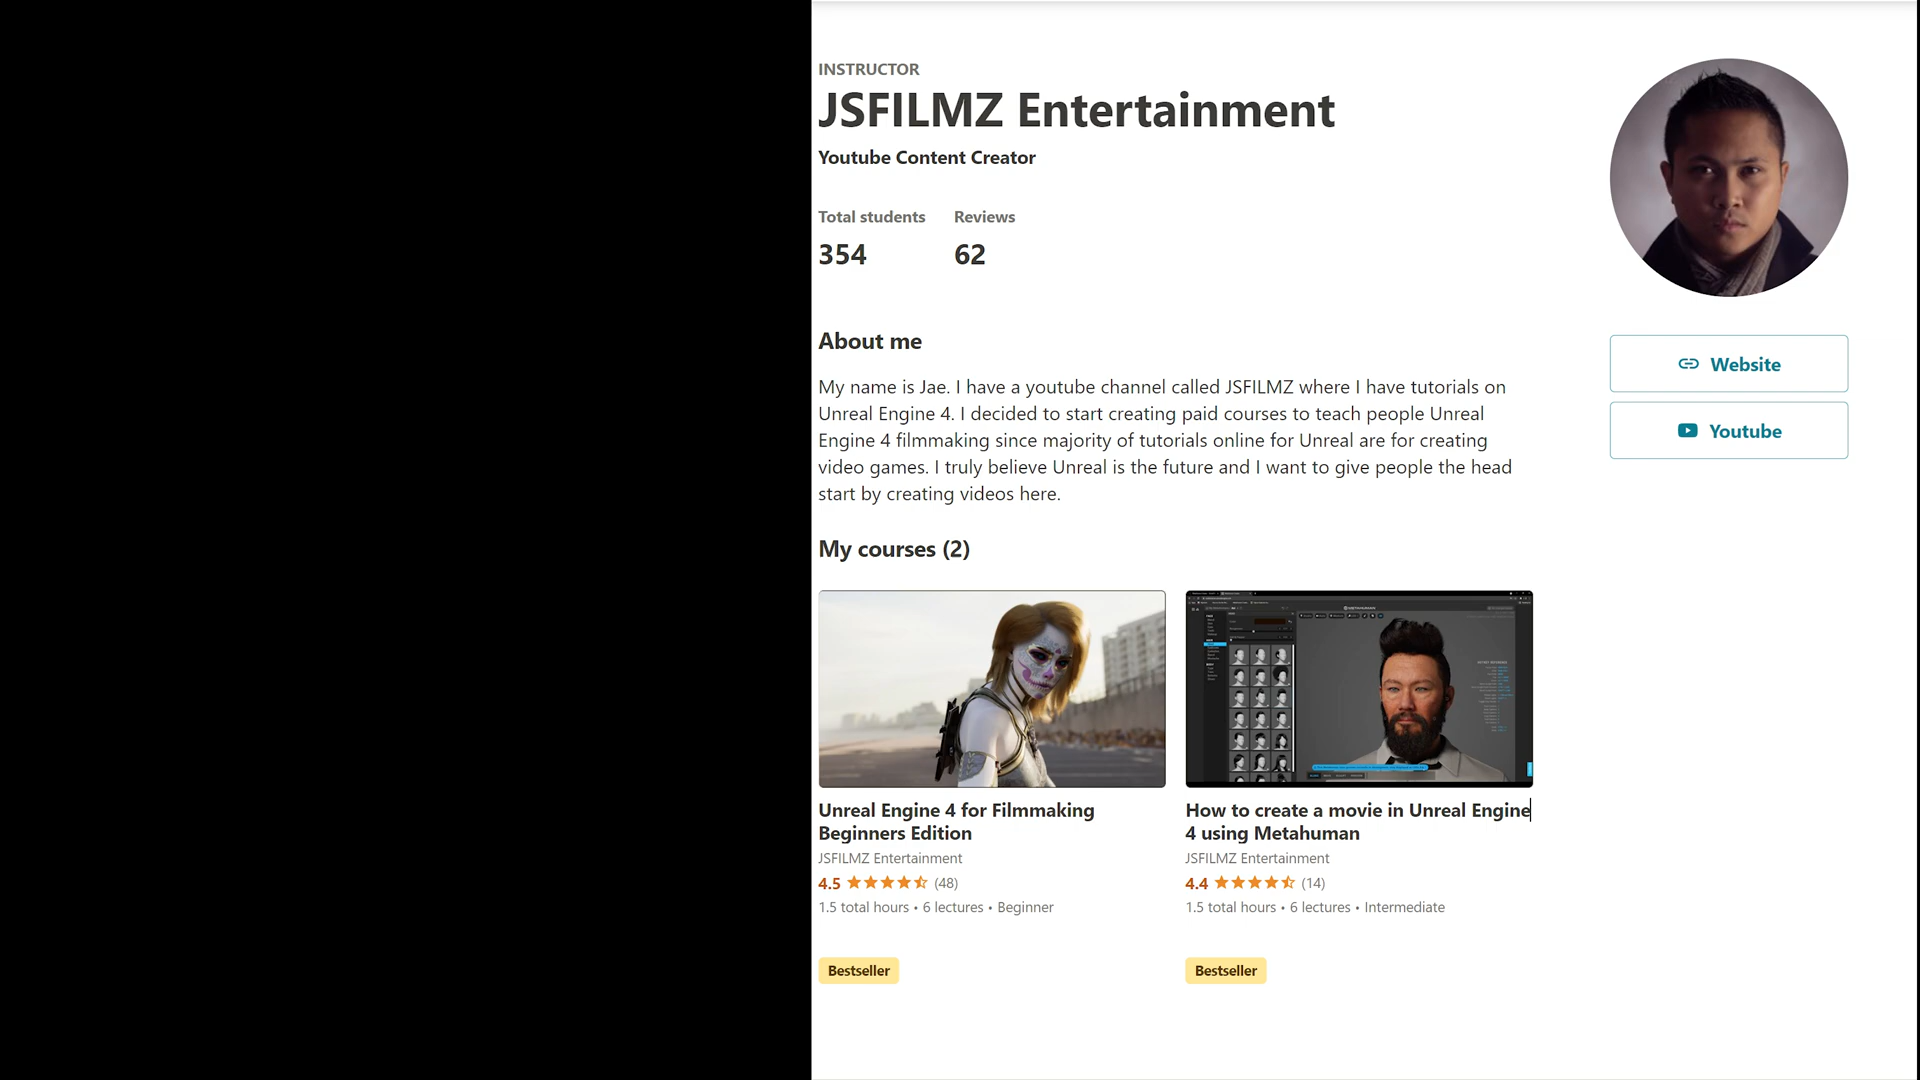 INSTRUCTOR
JSFILMZ Entertainment
Youtube Content Creator
Total students Reviews
354 62
Website
Youtube
About me
My name is Jae. I have a youtube channel called JSFILMZ where I have tutorials on
Unreal Engine 4. I decided to start creating paid courses to teach people Unreal
Engine 4 filmmaking since majority of tutorials online for Unreal are for creating
video games. I truly believe Unreal is the future and I want to give people the head
start by creating videos here.
My courses (2)
Unreal Engine 4 for Filmmaking
Beginners Edition
JSFILMZ Entertainment
4.5 (48)
1.5 total hours • 6 lectures • Beginner
Bestseller
METAHUMAN
How to create a movie in Unreal Engine
4 using Metahuman
JSFILMZ Entertainment
4.4 (14)
1.5 total hours • 6 lectures • Intermediate
Bestseller